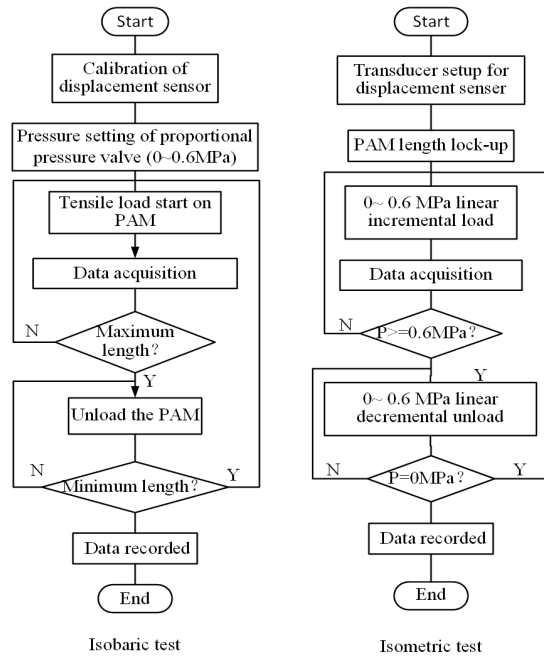 Start
Calibration of
displacement sensor
Pressure setting of proportional
pressure valve (0~0.6MPa)
Tensile load start on
PAM
Data acquisition
N
Maximum
length?
Y
Unload the PAM
N
Y
Minimum length?
Data recorded
End
Isobaric test
Start
Transducer setup for
displacement senser
PAM length lock-up
0~ 0.6 MPa linear
incremental load
Data acquisition
N
P>=0.6MPa?
Y
0~ 0.6 MPa linear
decremental unload
N
Y
P=0MPa?
Data recorded
End
Isometric test